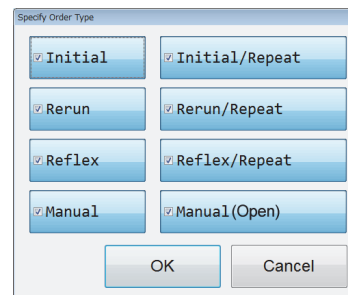 Specify Order Type
Initial Initial/Repeat
Rerun Rerun/Repeat
Reflex Reflex/Repeat
Manual Manual(Open)
OK Cancel